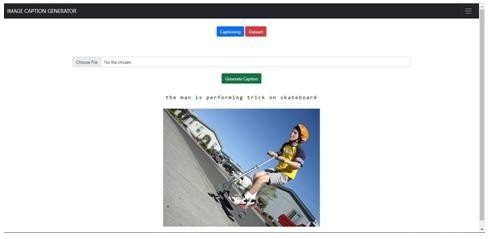 IMAGE CAPTION GENERATOR
Captioning Dataset
Choose File No file chosen
Generate Caption
the man is performing trick on skateboard